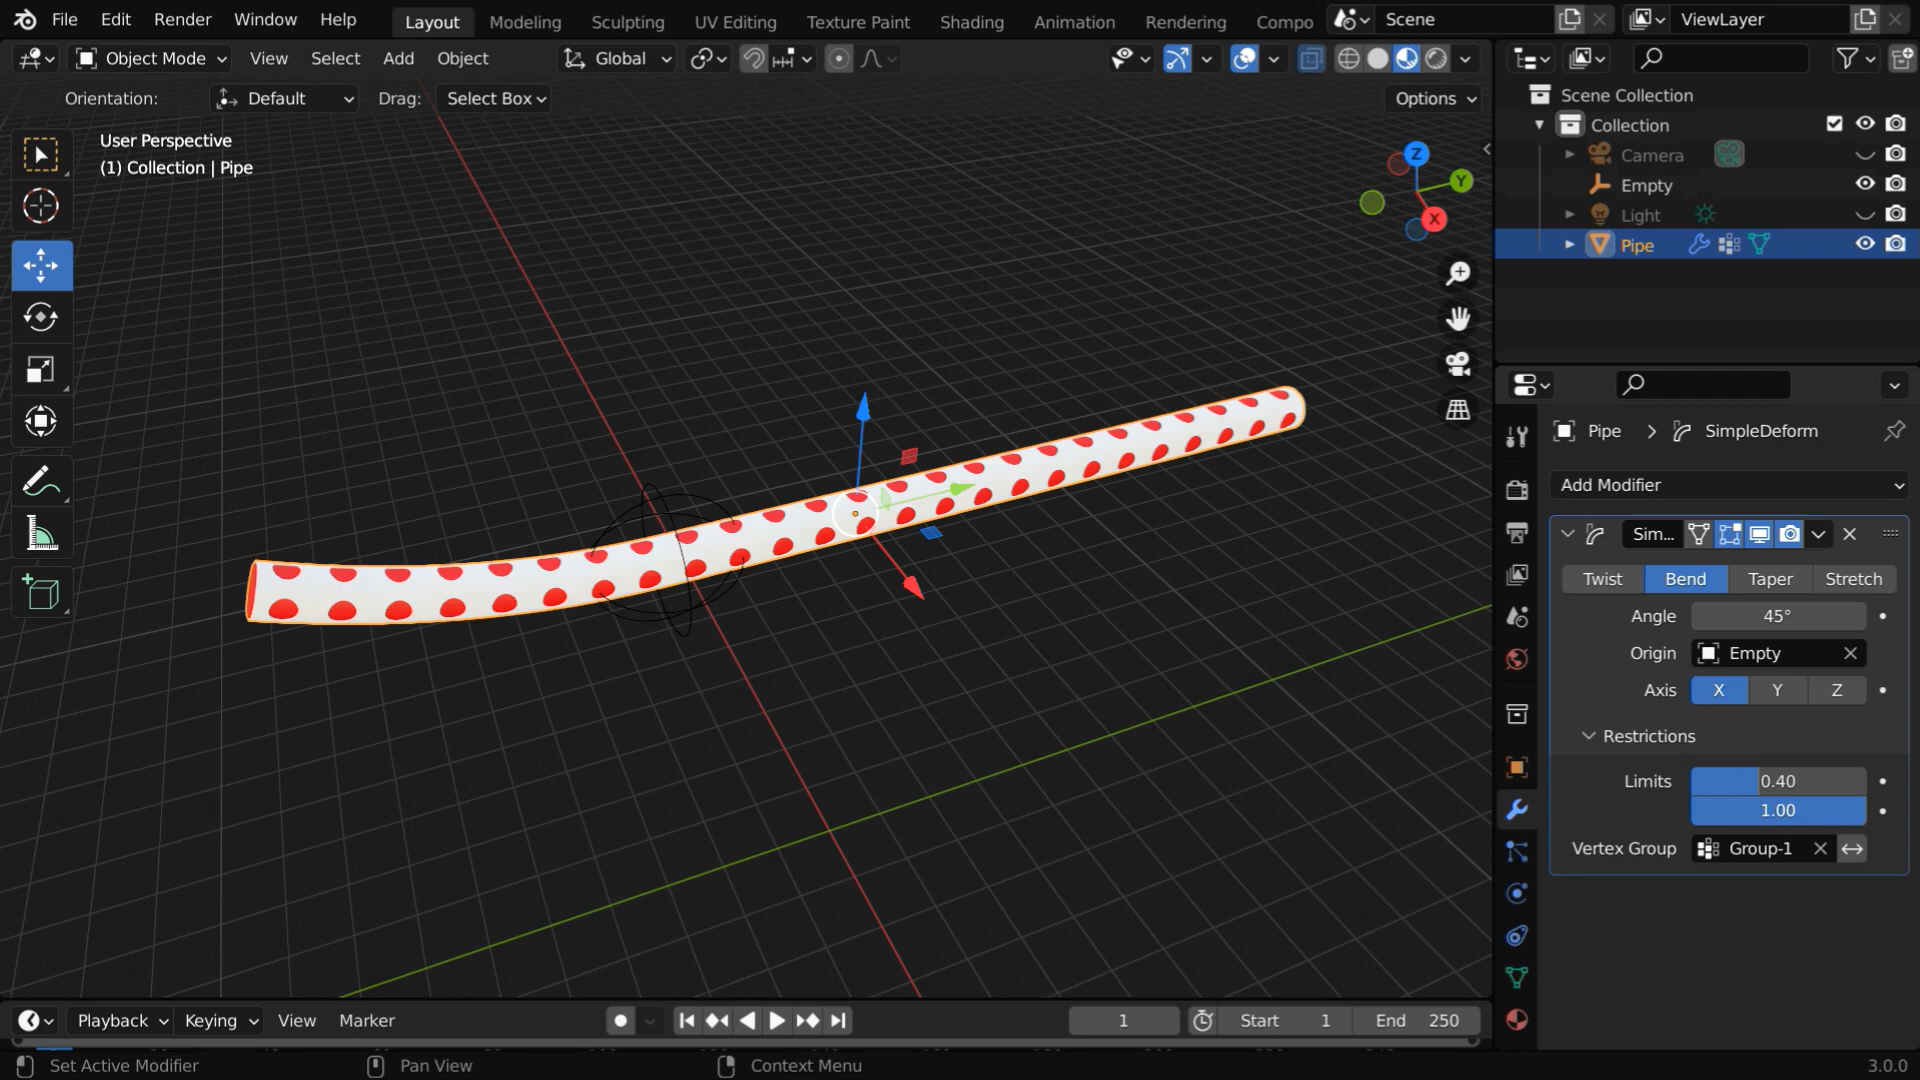 File Edit Render Window Help Layout Modeling Sculpting UV Editing Texture Paint Shading Animation Rendering Compo Scene ViewLayer
Object Mode View Select Add Object Global
Orientation: Default Drag: Select Box Options
User Perspective
(1) Collection | Pipe
Z
Y
X
Scene Collection
Collection
Camera
Empty
Light
Pipe
Pipe SimpleDeform
Add Modifier
Sim...
Twist Bend Taper Stretch
Angle 45°
Origin Empty
Axis X Y Z
Restrictions
Limits 0.40
1.00
Vertex Group Group-1
Playback Keying View Marker 1 Start 1 End 250
Set Active Modifier Pan View Context Menu 3.0.0